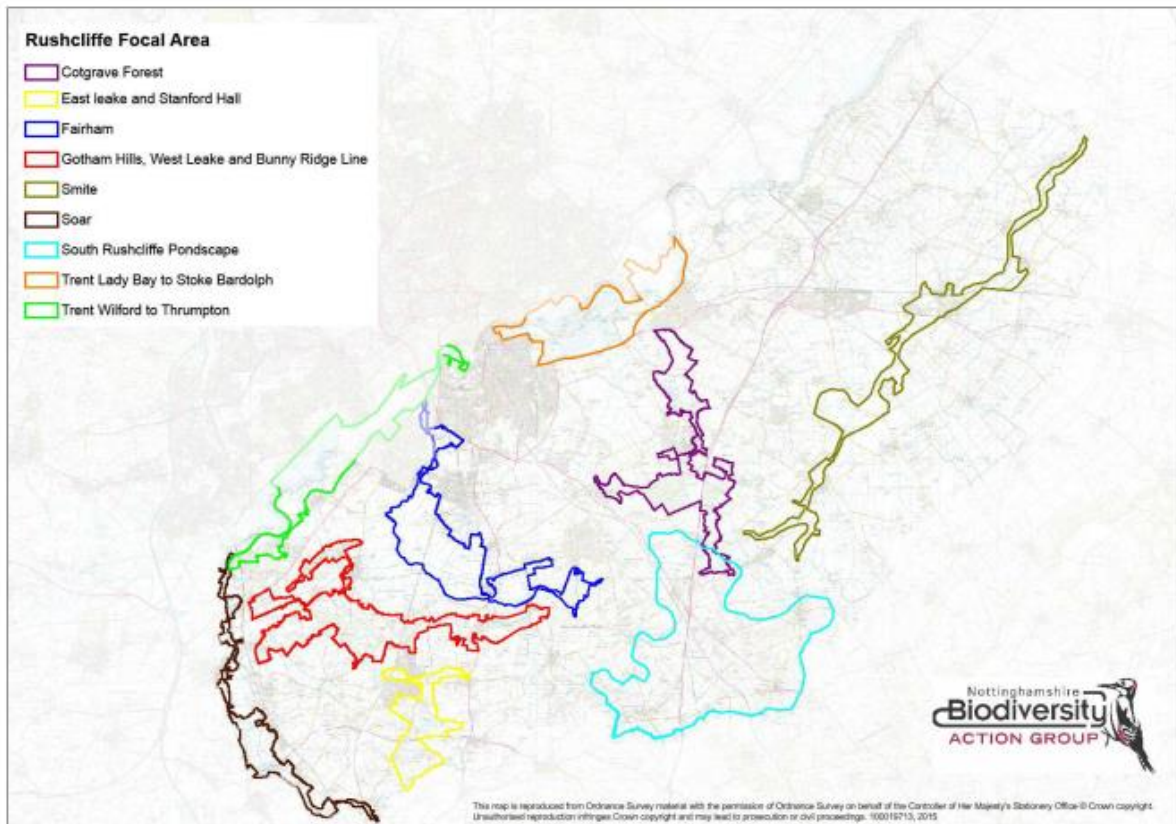 Rushcliffe Focal Area
Cotgrave Forest
East leake and Stanford Hall
Fairham
Gotham Hills, West Leake and Bunny Ridge Line
Smite
Soar
South Rushcliffe Pondscape
Trent Lady Bay to Stoke Bardolph
Trent Wilford to Thrumpton
Nottinghamshire
Biodiversity
ACTION GROUP
This map is reproduced from Ordnance Survey material with the permission of Ordnance Survey on behalf of the Controller of Her Majesty's Stationery Office © Crown copyright.
Unauthorised reproduction infringes Crown copyright and may lead to prosecution or civil proceedings. 100019713, 2015